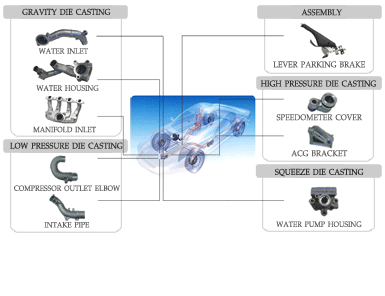 GRAVITY DIE CASTING
WATER INLET
WATER HOUSING
MANIFOLD INLET
LOW PRESSURE DIE CASTING
COMPRESSOR OUTLET ELBOW
INTAKE PIPE
ASSEMBLY
LEVER PARKING BRAKE
HIGH PRESSURE DIE CASTING
SPEEDOMETER COVER
ACG BRACKET
SQUEEZE DIE CASTING
WATER PUMP HOUSING